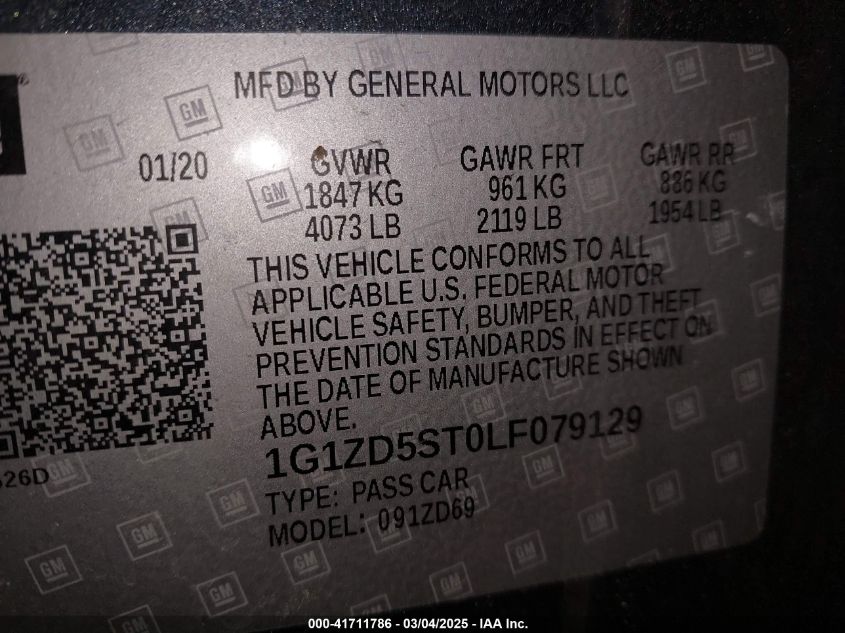 MFD BY GENERAL MOTORS LLC
01/20 GVWR GAWR FRT GAWR RR
1847 KG 961 KG 886 KG
4073 LB 2119 LB 1954 LB
THIS VEHICLE CONFORMS TO ALL
APPLICABLE U.S. FEDERAL MOTOR
VEHICLE SAFETY, BUMPER, AND THEFT
PREVENTION STANDARDS IN EFFECT ON
THE DATE OF MANUFACTURE SHOWN
ABOVE.
1G1ZD5ST0LF079129
26D
TYPE: PASS CAR
MODEL: 091ZD69
GM
000-41711786 - 03/04/2025 - IAA Inc.